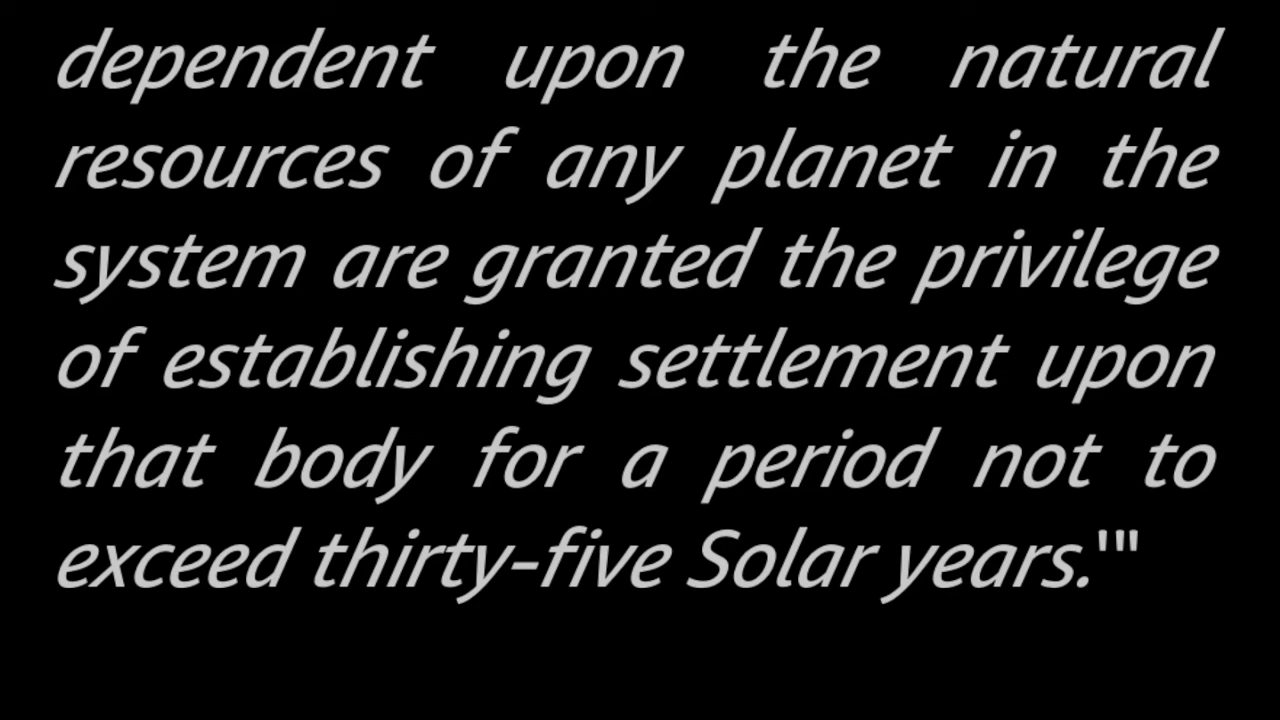 dependent upon the natural
resources of any planet in the
system are granted the privilege
of establishing settlement upon
that body for a period not to
exceed thirty-five Solar years.'"